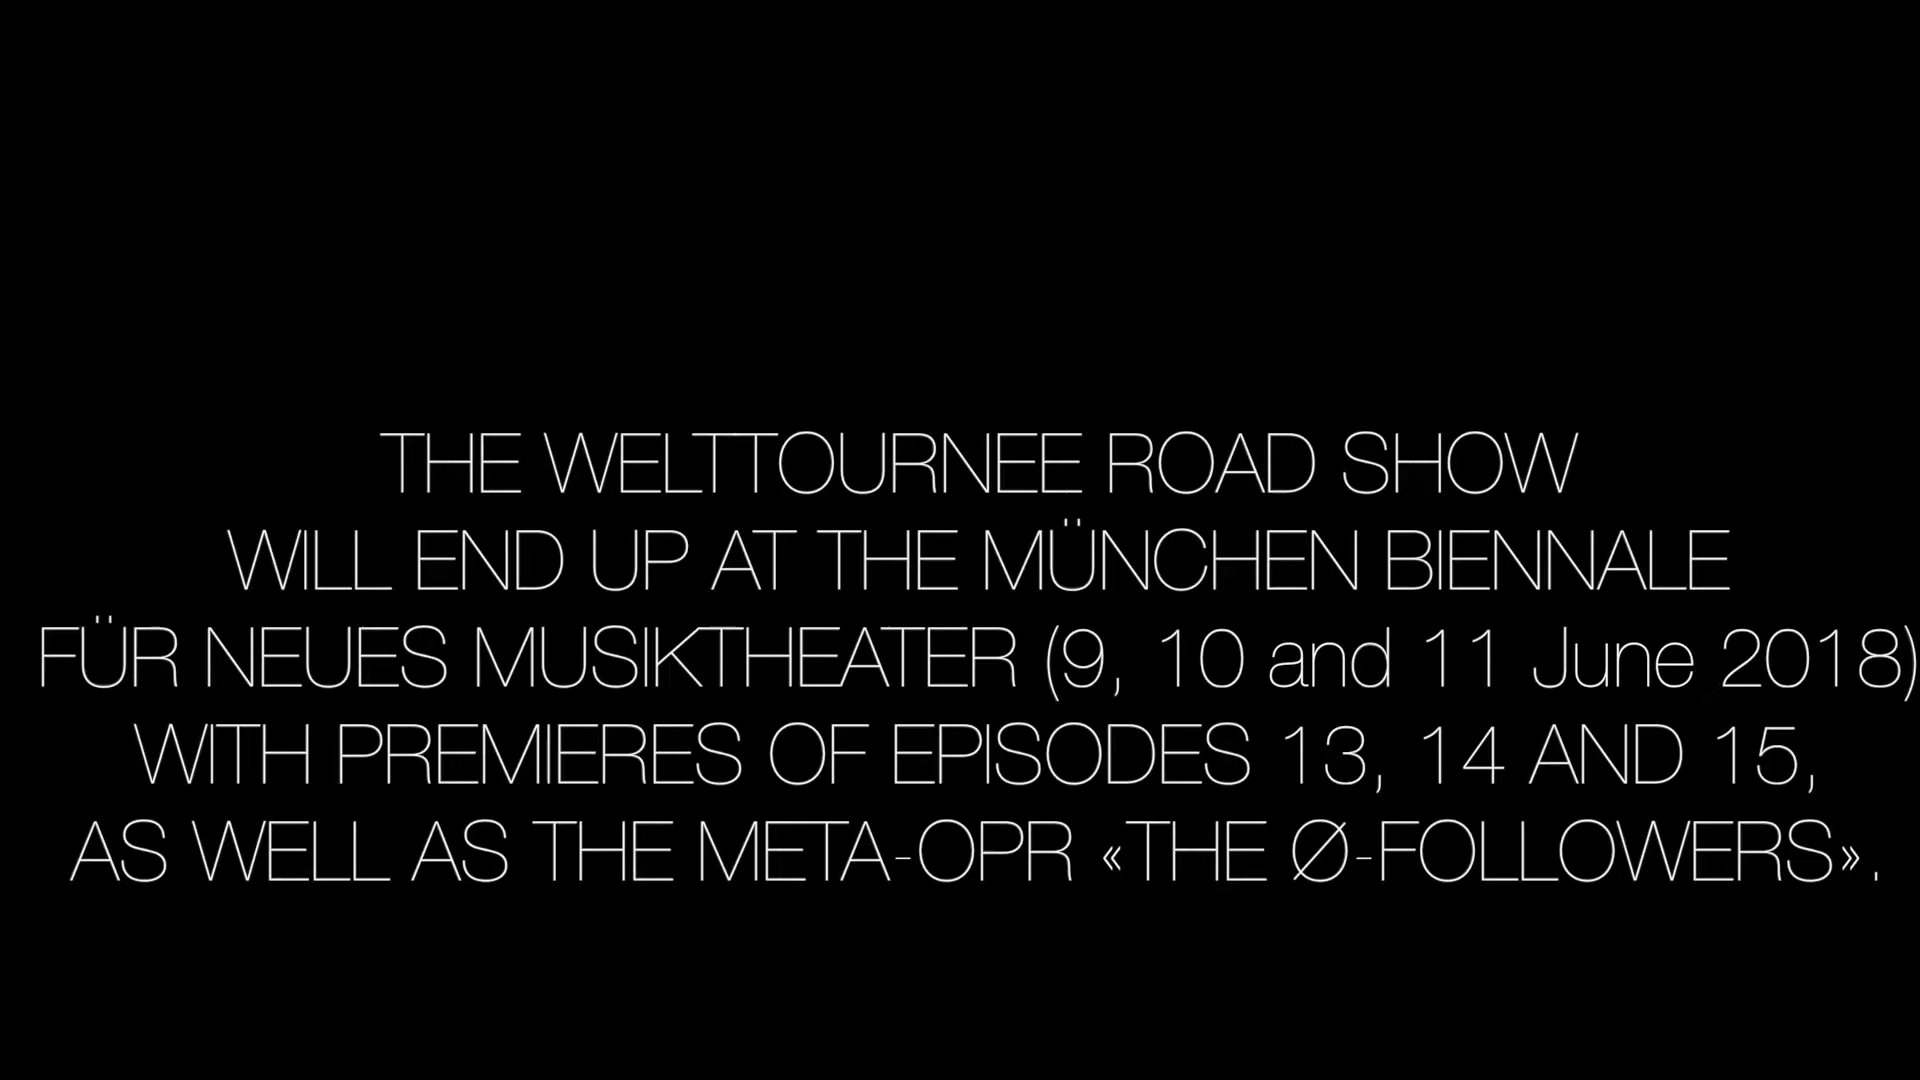 THE WELTTOURNEE ROAD SHOW
WILL END UP AT THE MÜNCHEN BIENNALE
FÜR NEUES MUSIKTHEATER (9, 10 and 11 June 2018)
WITH PREMIERES OF EPISODES 13, 14 AND 15,
AS WELL AS THE META-OPR «THE Ø-FOLLOWERS».